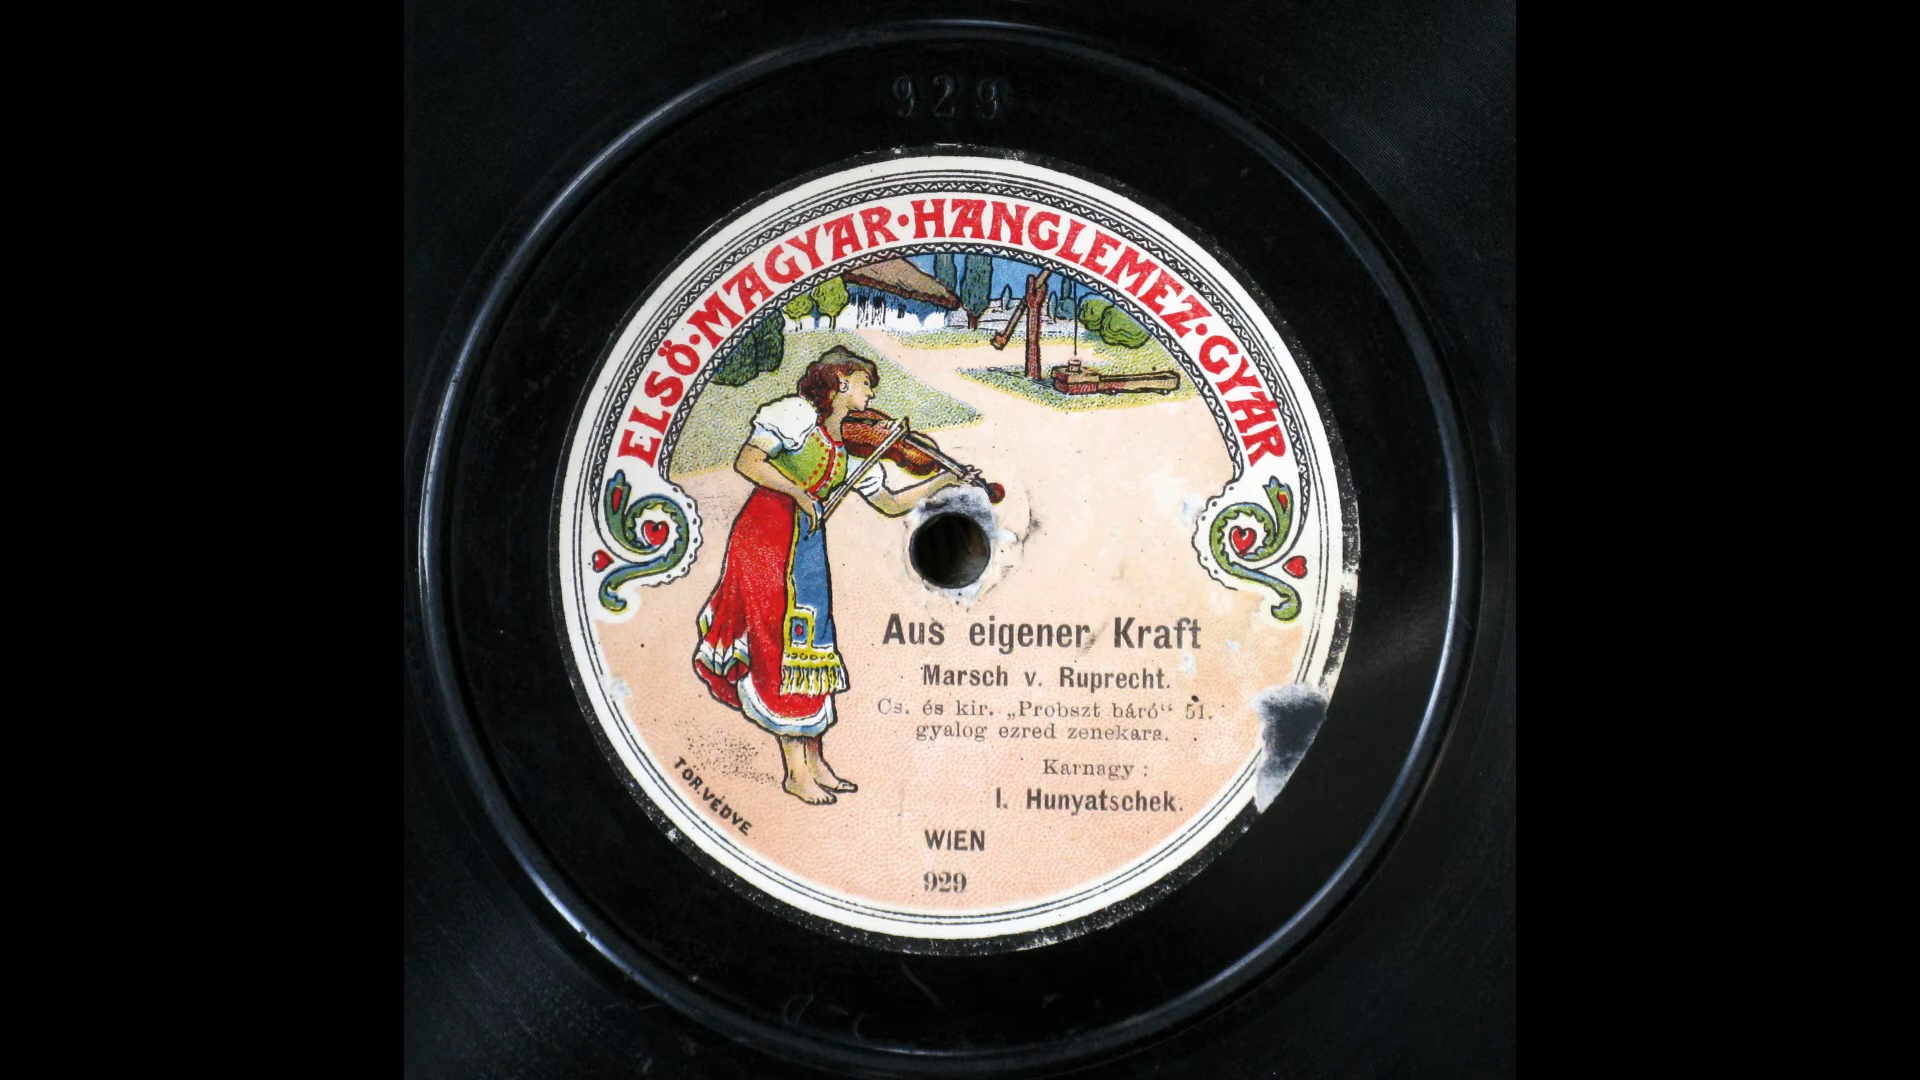 929
ELSÖ·MAGYAR·HANGLEMEZ·GYÁR
Aus eigener Kraft
Marsch v. Ruprecht.
Cs. és kir. „Probszt báró“ 51.
gyalog ezred zenekara.
Karnagy :
I. Hunyatschek.
TÖR.VÉDVE
WIEN
929